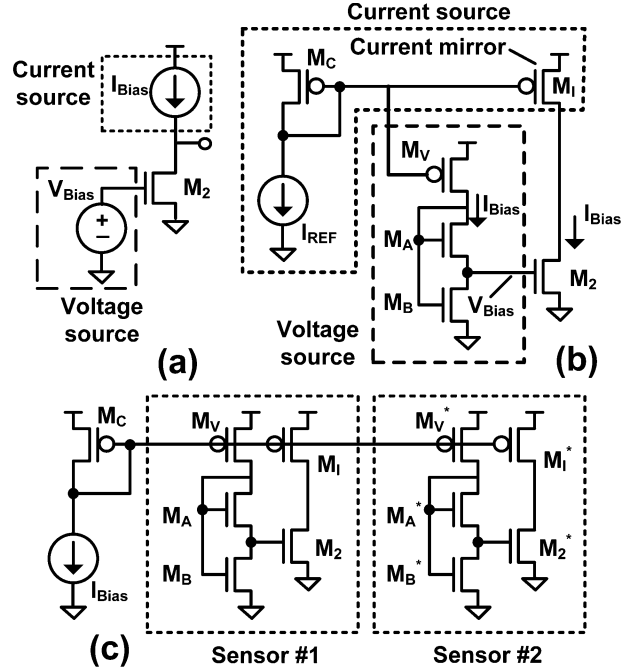 Current source
Current mirror
Current
source
I_Bias
M_C
M_I
V_Bias
M_2
+
−
Voltage
source
(a)
M_V
I_Bias
I_REF
M_A
I_Bias
M_B
V_Bias
M_2
Voltage
source
(b)
M_C
M_V
M_I
M_V*
M_I*
M_A
M_2
M_A*
M_2*
I_Bias
M_B
M_B*
(c)
Sensor #1
Sensor #2